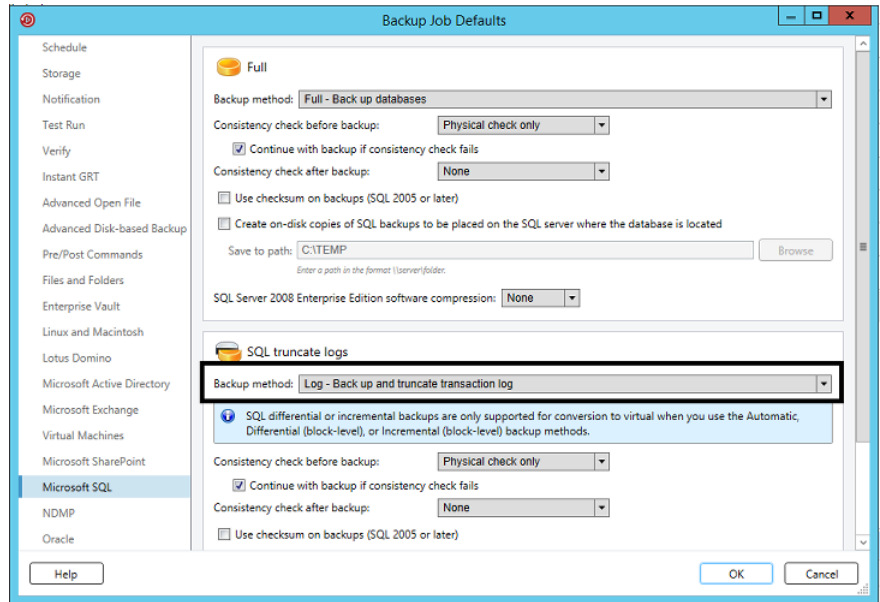 Backup Job Defaults
Schedule
Storage
Notification
Test Run
Verify
Instant GRT
Advanced Open File
Advanced Disk-based Backup
Pre/Post Commands
Files and Folders
Enterprise Vault
Linux and Macintosh
Lotus Domino
Microsoft Active Directory
Microsoft Exchange
Virtual Machines
Microsoft SharePoint
Microsoft SQL
NDMP
Oracle
Full
Backup method: Full - Back up databases
Consistency check before backup: Physical check only
Continue with backup if consistency check fails
Consistency check after backup: None
Use checksum on backups (SQL 2005 or later)
Create on-disk copies of SQL backups to be placed on the SQL server where the database is located
Save to path: C:\TEMP Browse
Enter a path in the format \\server\folder.
SQL Server 2008 Enterprise Edition software compression: None
SQL truncate logs
Backup method: Log - Back up and truncate transaction log
SQL differential or incremental backups are only supported for conversion to virtual when you use the Automatic,
Differential (block-level), or Incremental (block-level) backup methods.
Consistency check before backup: Physical check only
Continue with backup if consistency check fails
Consistency check after backup: None
Use checksum on backups (SQL 2005 or later)
Help OK Cancel